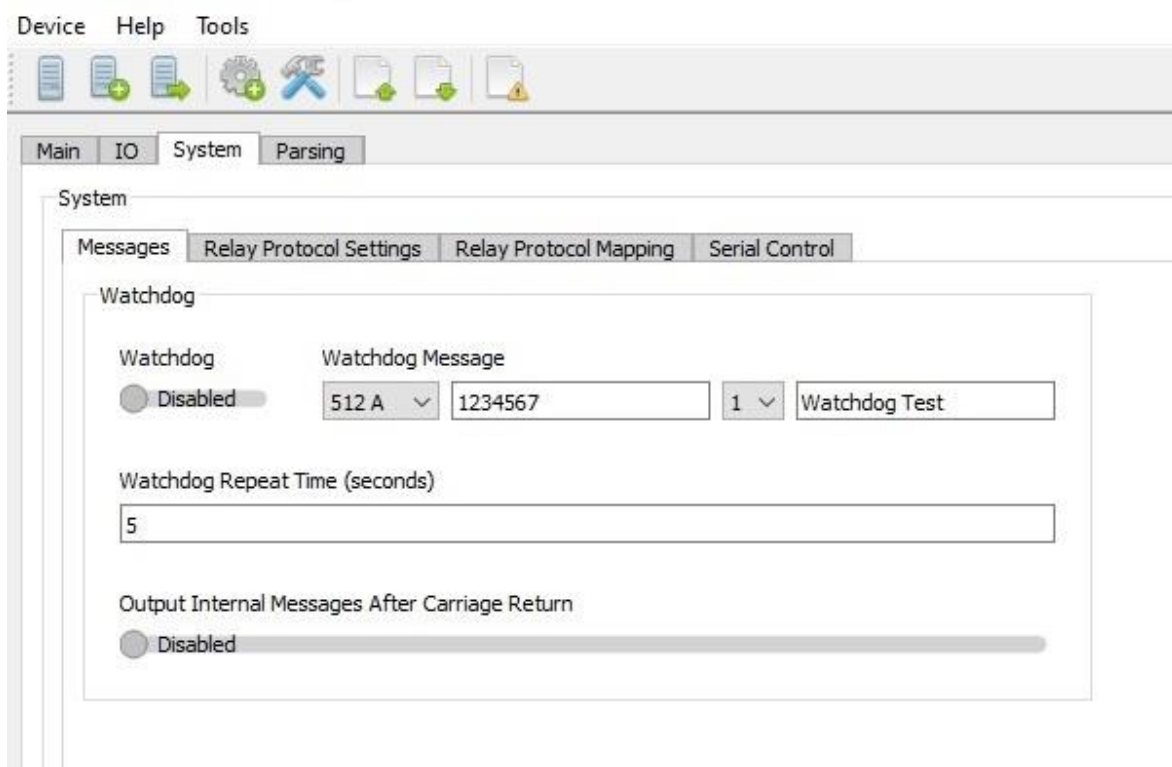 Device Help Tools
Main IO System Parsing
System
Messages Relay Protocol Settings Relay Protocol Mapping Serial Control
Watchdog
Watchdog Watchdog Message
Disabled 512 A 1234567 1 Watchdog Test
Watchdog Repeat Time (seconds)
5
Output Internal Messages After Carriage Return
Disabled